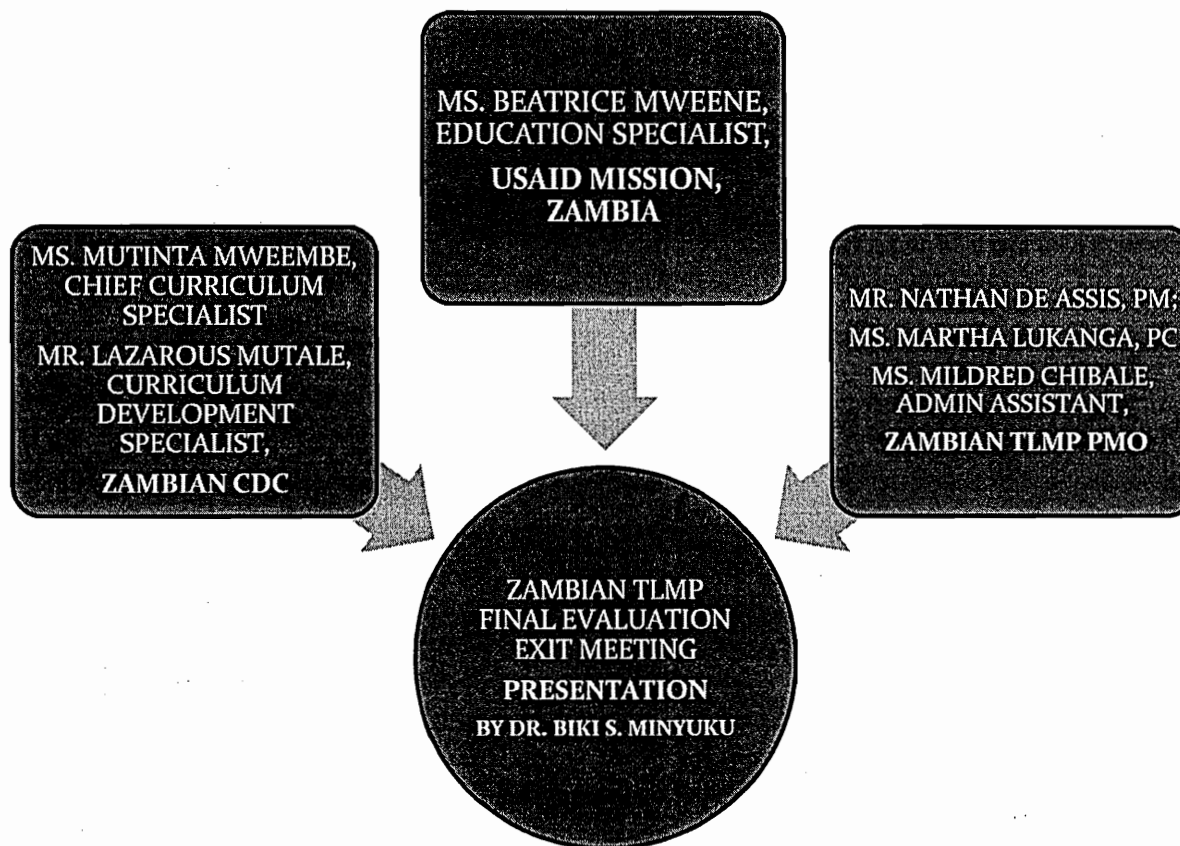 MS. BEATRICE MWEENE,
EDUCATION SPECIALIST,
USAID MISSION,
ZAMBIA
MS. MUTINTA MWEEMBE,
CHIEF CURRICULUM
SPECIALIST
MR. LAZAROUS MUTALE,
CURRICULUM
DEVELOPMENT
SPECIALIST,
ZAMBIAN CDC
MR. NATHAN DE ASSIS, PM;
MS. MARTHA LUKANGA, PC
MS. MILDRED CHIBALE,
ADMIN ASSISTANT,
ZAMBIAN TLMP PMO
ZAMBIAN TLMP
FINAL EVALUATION
EXIT MEETING
PRESENTATION
BY DR. BIKI S. MINYUKU